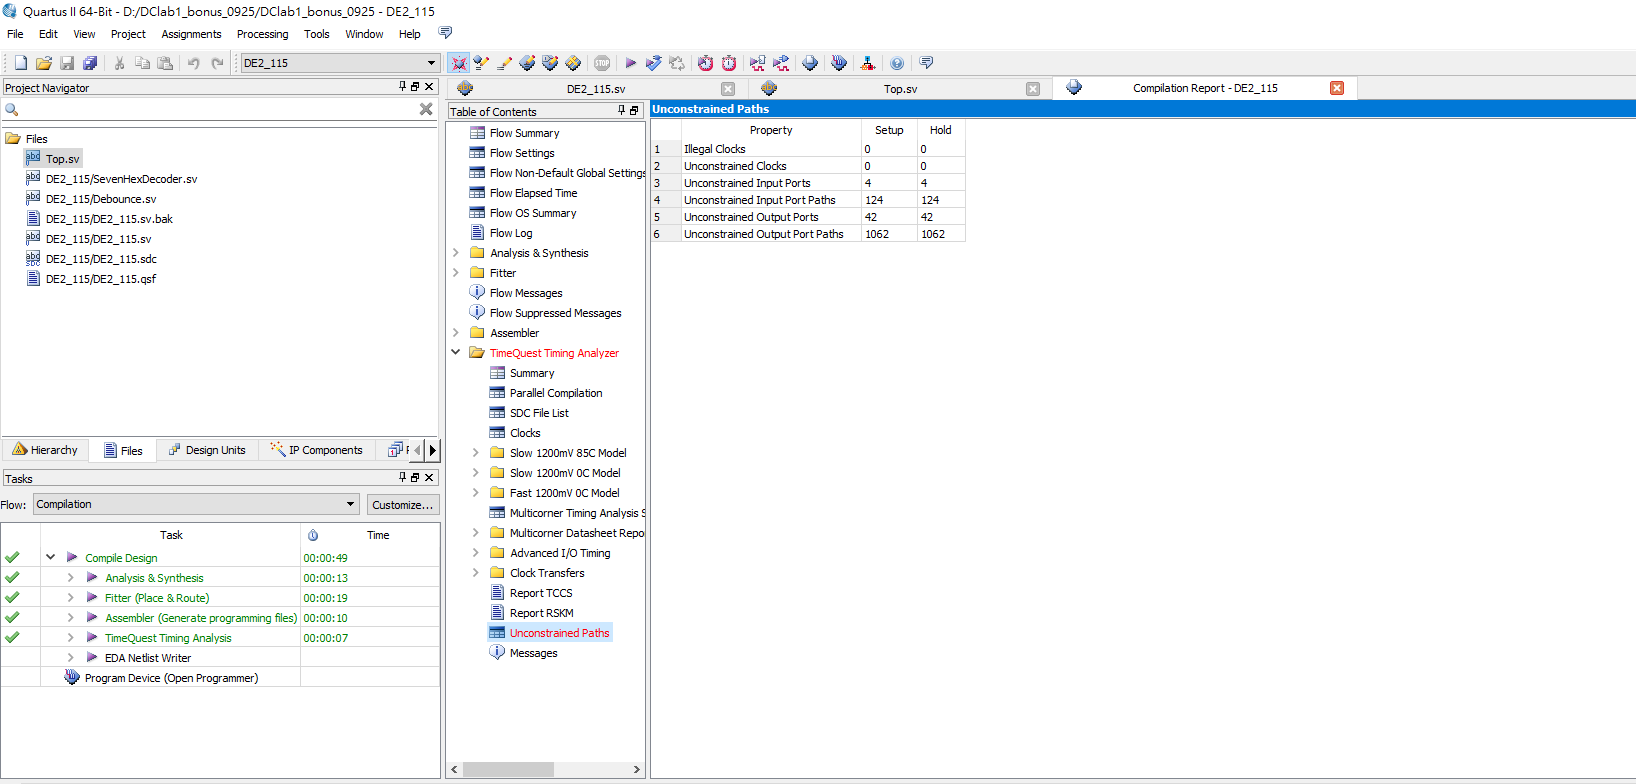 Quartus II 64-Bit - D:/DClab1_bonus_0925/DClab1_bonus_0925 - DE2_115
File Edit View Project Assignments Processing Tools Window Help
DE2_115
Project Navigator
Files
Top.sv
DE2_115/SevenHexDecoder.sv
DE2_115/Debounce.sv
DE2_115/DE2_115.sv.bak
DE2_115/DE2_115.sv
DE2_115/DE2_115.sdc
DE2_115/DE2_115.qsf
Hierarchy Files Design Units IP Components
Tasks
Flow: Compilation Customize...
Task Time
Compile Design 00:00:49
Analysis & Synthesis 00:00:13
Fitter (Place & Route) 00:00:19
Assembler (Generate programming files) 00:00:10
TimeQuest Timing Analysis 00:00:07
EDA Netlist Writer
Program Device (Open Programmer)
DE2_115.sv Top.sv Compilation Report - DE2_115
Table of Contents
Flow Summary
Flow Settings
Flow Non-Default Global Settings
Flow Elapsed Time
Flow OS Summary
Flow Log
Analysis & Synthesis
Fitter
Flow Messages
Flow Suppressed Messages
Assembler
TimeQuest Timing Analyzer
Summary
Parallel Compilation
SDC File List
Clocks
Slow 1200mV 85C Model
Slow 1200mV 0C Model
Fast 1200mV 0C Model
Multicorner Timing Analysis S
Multicorner Datasheet Repo
Advanced I/O Timing
Clock Transfers
Report TCCS
Report RSKM
Unconstrained Paths
Messages
Unconstrained Paths
Property Setup Hold
1 Illegal Clocks 0 0
2 Unconstrained Clocks 0 0
3 Unconstrained Input Ports 4 4
4 Unconstrained Input Port Paths 124 124
5 Unconstrained Output Ports 42 42
6 Unconstrained Output Port Paths 1062 1062